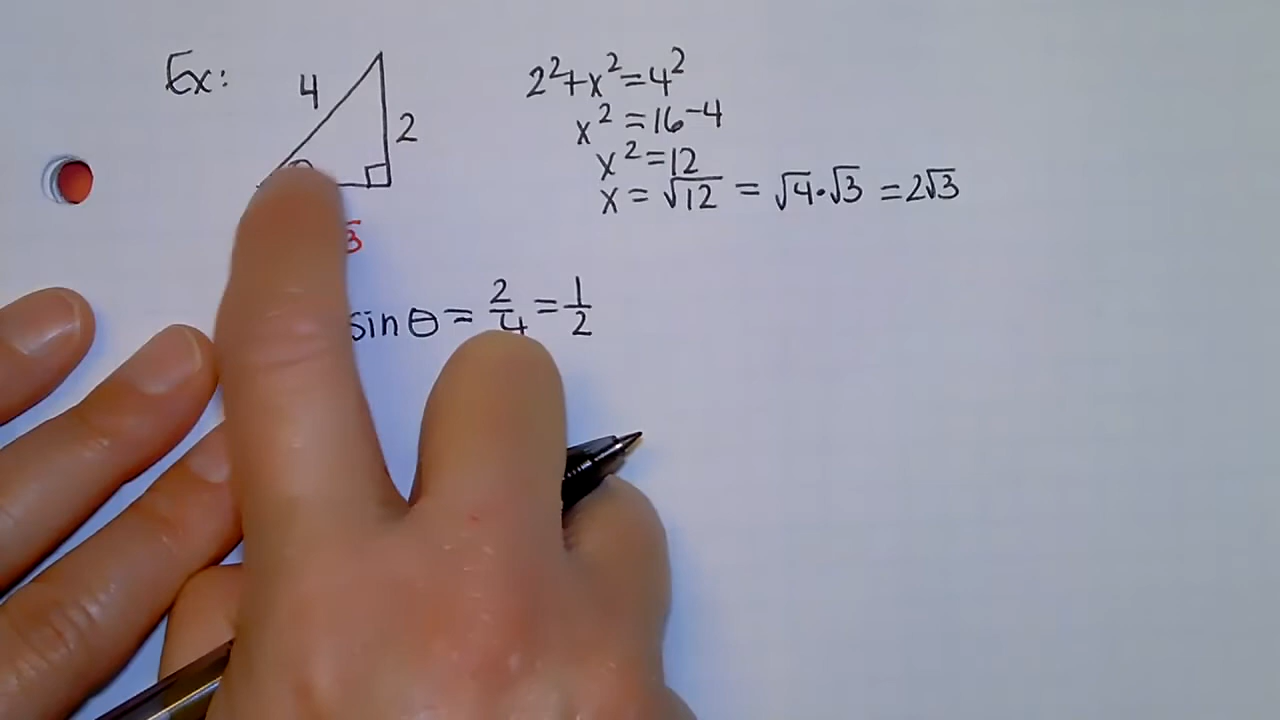 Ex:
4
2
2²+x²=4²
x²=16-4
x²=12
x=√12 = √4·√3 =2√3
sin θ = 2/4 = 1/2